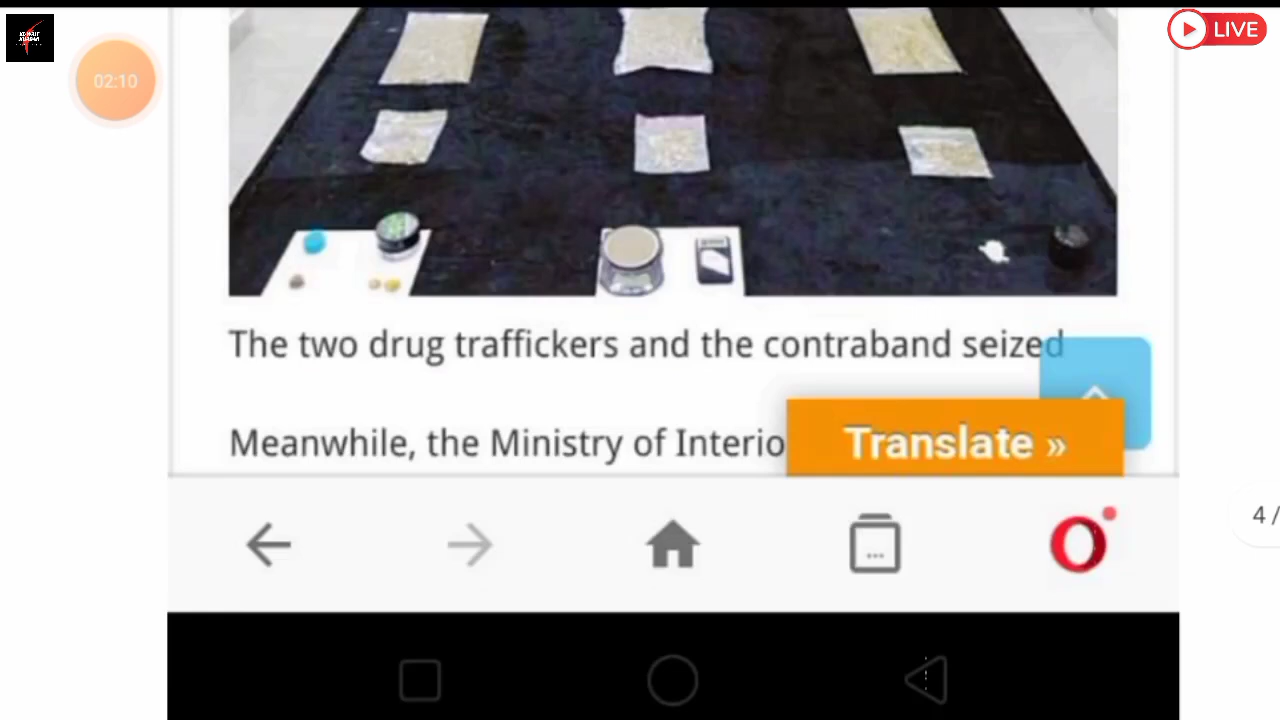 02:10
LIVE
The two drug traffickers and the contraband seized
Meanwhile, the Ministry of Interio
Translate »
4 /